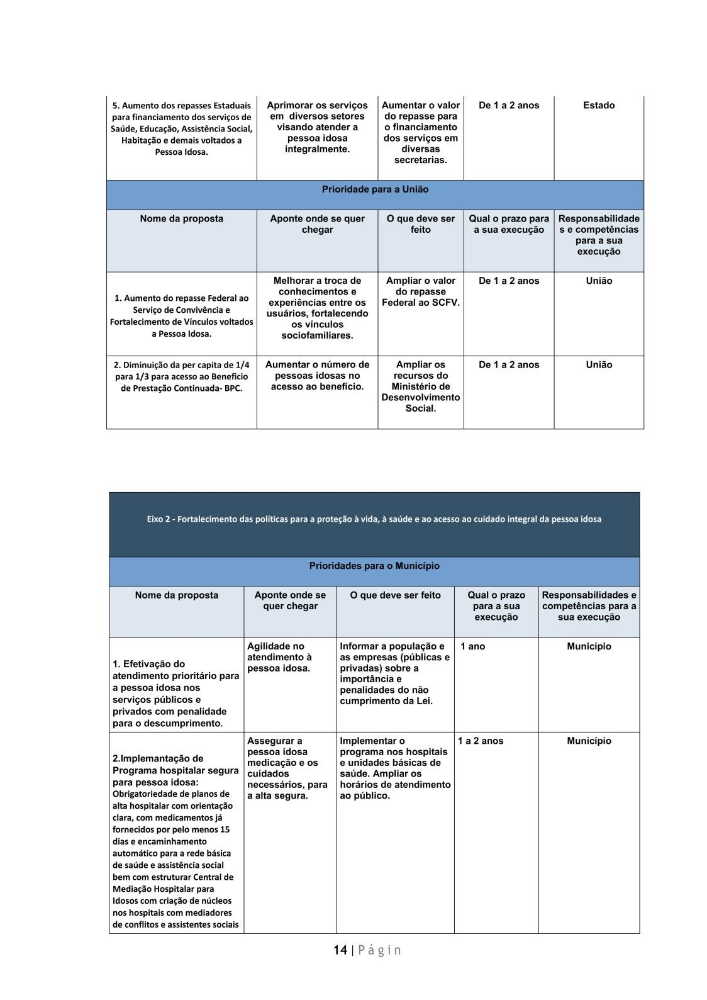 5. Aumento dos repasses Estaduais
para financiamento dos serviços de
Saúde, Educação, Assistência Social,
Habitação e demais voltados a
Pessoa Idosa.
Aprimorar os serviços
em diversos setores
visando atender a
pessoa idosa
integralmente.
Aumentar o valor
do repasse para
o financiamento
dos serviços em
diversas
secretarias.
De 1 a 2 anos
Estado
Prioridade para a União
Nome da proposta
Aponte onde se quer
chegar
O que deve ser
feito
Qual o prazo para
a sua execução
Responsabilidade
s e competências
para a sua
execução
1. Aumento do repasse Federal ao
Serviço de Convivência e
Fortalecimento de Vínculos voltados
a Pessoa Idosa.
Melhorar a troca de
conhecimentos e
experiências entre os
usuários, fortalecendo
os vínculos
sociofamiliares.
Ampliar o valor
do repasse
Federal ao SCFV.
De 1 a 2 anos
União
2. Diminuição da per capita de 1/4
para 1/3 para acesso ao Beneficio
de Prestação Continuada- BPC.
Aumentar o número de
pessoas idosas no
acesso ao benefício.
Ampliar os
recursos do
Ministério de
Desenvolvimento
Social.
De 1 a 2 anos
União
Eixo 2 - Fortalecimento das políticas para a proteção à vida, à saúde e ao acesso ao cuidado integral da pessoa idosa
Prioridades para o Município
Nome da proposta
Aponte onde se
quer chegar
O que deve ser feito
Qual o prazo
para a sua
execução
Responsabilidades e
competências para a
sua execução
1. Efetivação do
atendimento prioritário para
a pessoa idosa nos
serviços públicos e
privados com penalidade
para o descumprimento.
Agilidade no
atendimento à
pessoa idosa.
Informar a população e
as empresas (públicas e
privadas) sobre a
importância e
penalidades do não
cumprimento da Lei.
1 ano
Município
2.Implemantação de
Programa hospitalar segura
para pessoa idosa:
Obrigatoriedade de planos de
alta hospitalar com orientação
clara, com medicamentos já
fornecidos por pelo menos 15
dias e encaminhamento
automático para a rede básica
de saúde e assistência social
bem com estruturar Central de
Mediação Hospitalar para
Idosos com criação de núcleos
nos hospitais com mediadores
de conflitos e assistentes sociais
Assegurar a
pessoa idosa
medicação e os
cuidados
necessários, para
a alta segura.
Implementar o
programa nos hospitais
e unidades básicas de
saúde. Ampliar os
horários de atendimento
ao público.
1 a 2 anos
Município
14 | Págin